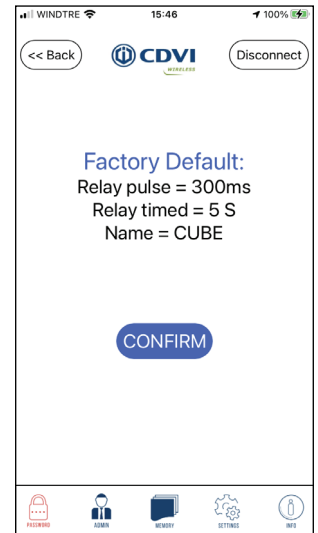 WINDTRE 15:46 100%
<< Back CDVI Disconnect
WIRELESS
Factory Default:
Relay pulse = 300ms
Relay timed = 5 S
Name = CUBE
CONFIRM
PASSWORD ADMIN MEMORY SETTINGS INFO